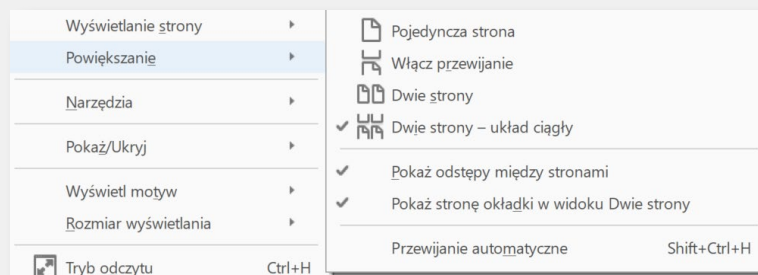 Wyświetlanie strony
Powiększanie
Narzędzia
Pokaż/Ukryj
Wyświetl motyw
Rozmiar wyświetlania
Tryb odczytu Ctrl+H
Pojedyncza strona
Włącz przewijanie
Dwie strony
Dwie strony – układ ciągły
Pokaż odstępy między stronami
Pokaż stronę okładki w widoku Dwie strony
Przewijanie automatyczne Shift+Ctrl+H